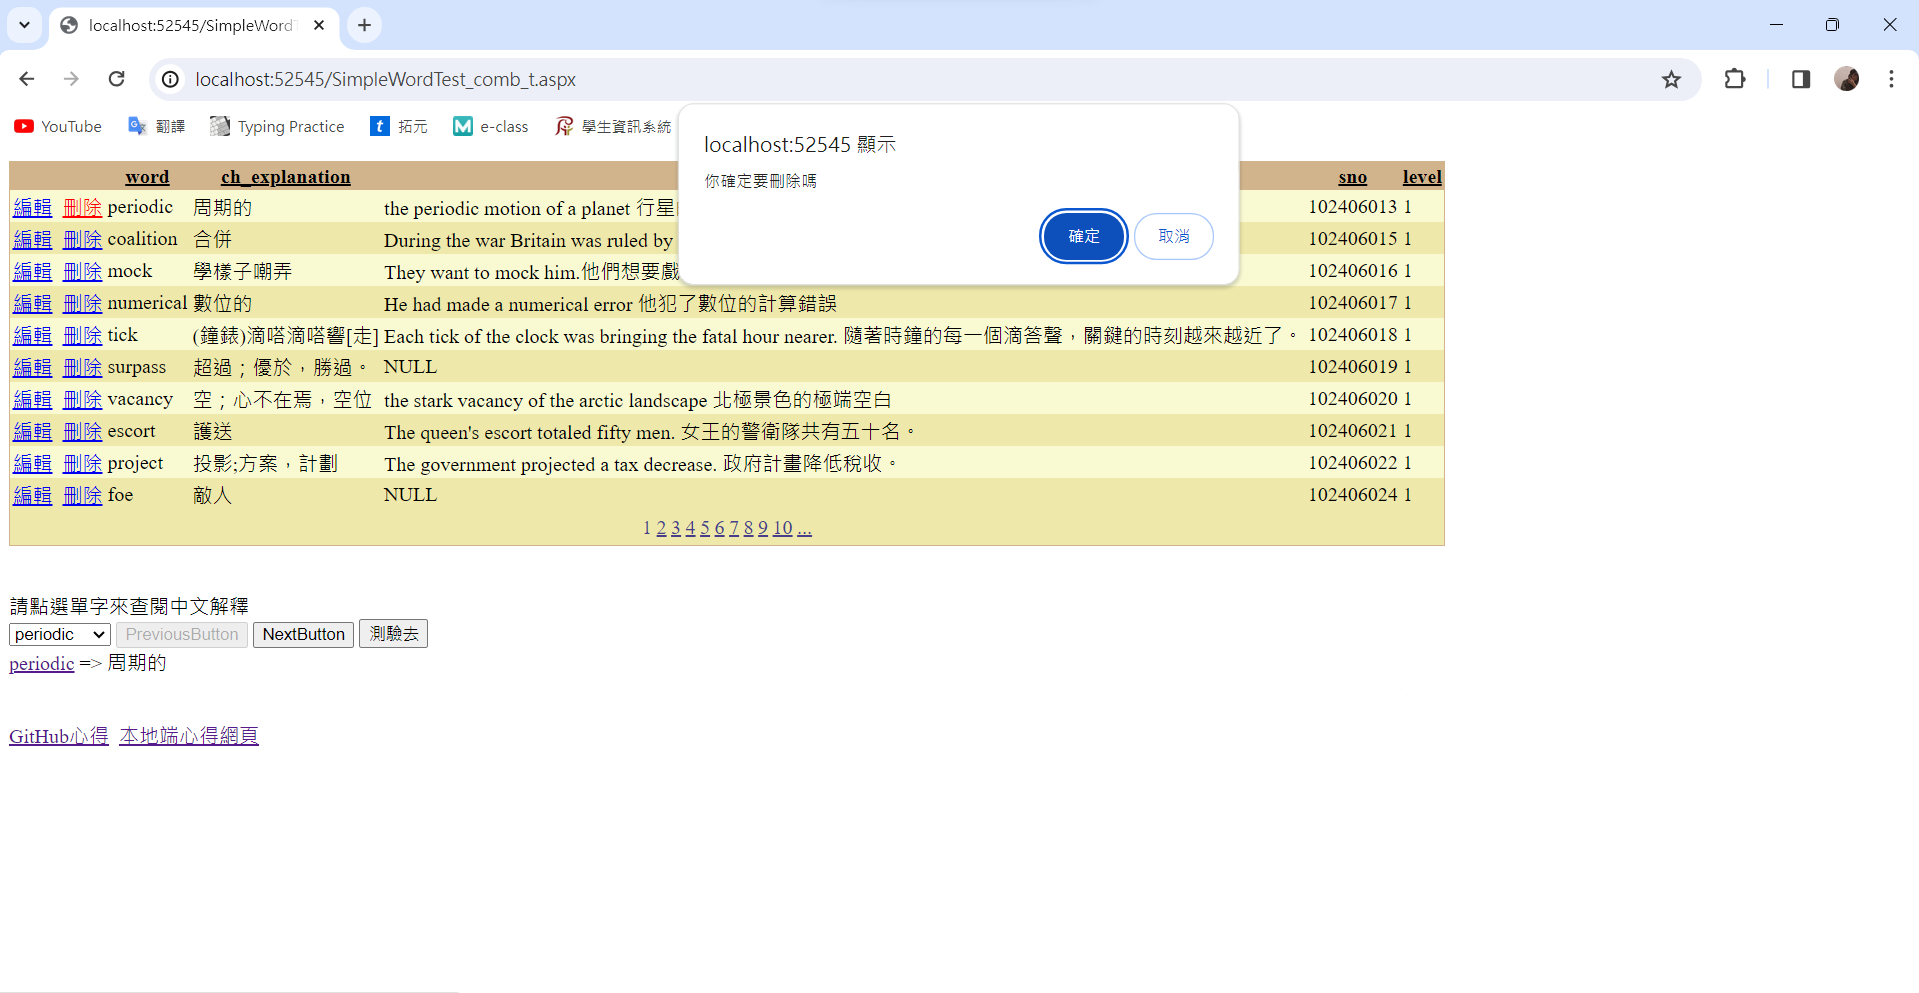 localhost:52545/SimpleWordT
localhost:52545/SimpleWordTest_comb_t.aspx
YouTube 翻譯 Typing Practice 拓元 e-class 學生資訊系統
localhost:52545 顯示
你確定要刪除嗎
確定 取消
word ch_explanation sno level
編輯 刪除 periodic 周期的 the periodic motion of a planet 行星 102406013 1
編輯 刪除 coalition 合併 During the war Britain was ruled by 102406015 1
編輯 刪除 mock 學樣子嘲弄 They want to mock him.他們想要戲 102406016 1
編輯 刪除 numerical 數位的 He had made a numerical error 他犯了數位的計算錯誤 102406017 1
編輯 刪除 tick (鐘錶)滴嗒滴嗒響[走] Each tick of the clock was bringing the fatal hour nearer. 隨著時鐘的每一個滴答聲，關鍵的時刻越來越近了。 102406018 1
編輯 刪除 surpass 超過；優於，勝過。 NULL 102406019 1
編輯 刪除 vacancy 空；心不在焉，空位 the stark vacancy of the arctic landscape 北極景色的極端空白 102406020 1
編輯 刪除 escort 護送 The queen's escort totaled fifty men. 女王的警衛隊共有五十名。 102406021 1
編輯 刪除 project 投影;方案，計劃 The government projected a tax decrease. 政府計畫降低稅收。 102406022 1
編輯 刪除 foe 敵人 NULL 102406024 1
1 2 3 4 5 6 7 8 9 10 ...
請點選單字來查閱中文解釋
periodic PreviousButton NextButton 測驗去
periodic => 周期的
GitHub心得 本地端心得網頁